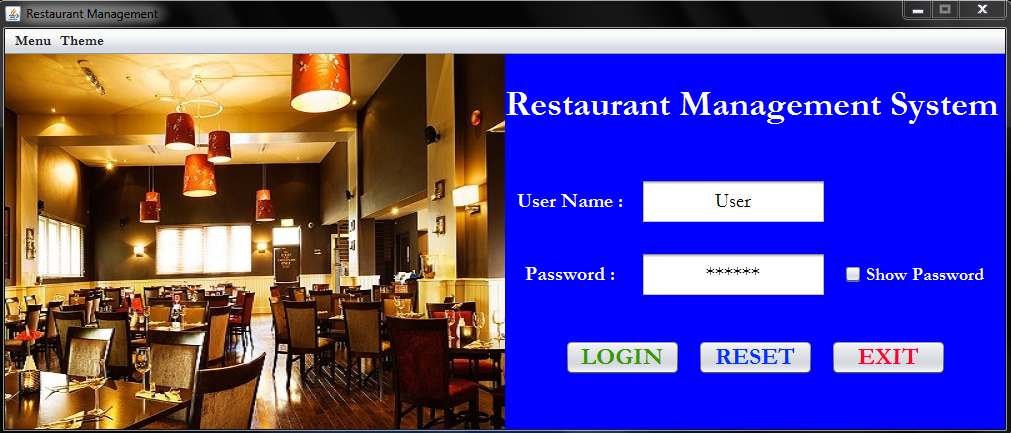 Restaurant Management
Menu Theme
Restaurant Management System
User Name : User
Password : ****** Show Password
LOGIN RESET EXIT